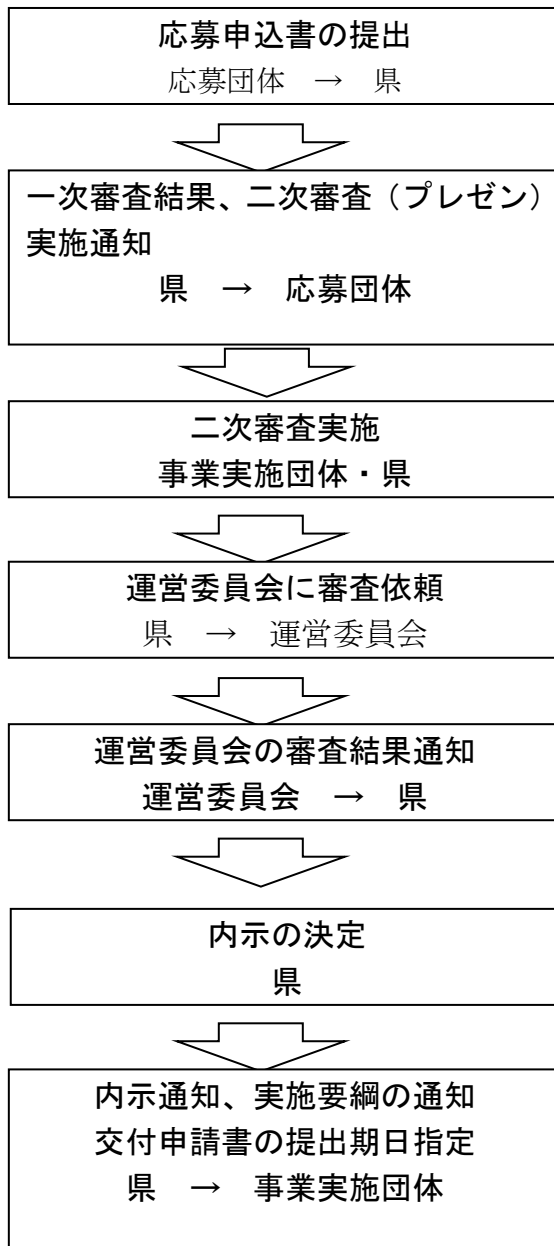 応募申込書の提出
応募団体　→　県
一次審査結果、二次審査（プレゼン）
実施通知
県　→　応募団体
二次審査実施
事業実施団体・県
運営委員会に審査依頼
県　→　運営委員会
運営委員会の審査結果通知
運営委員会　→　県
内示の決定
県
内示通知、実施要綱の通知
交付申請書の提出期日指定
県　→　事業実施団体